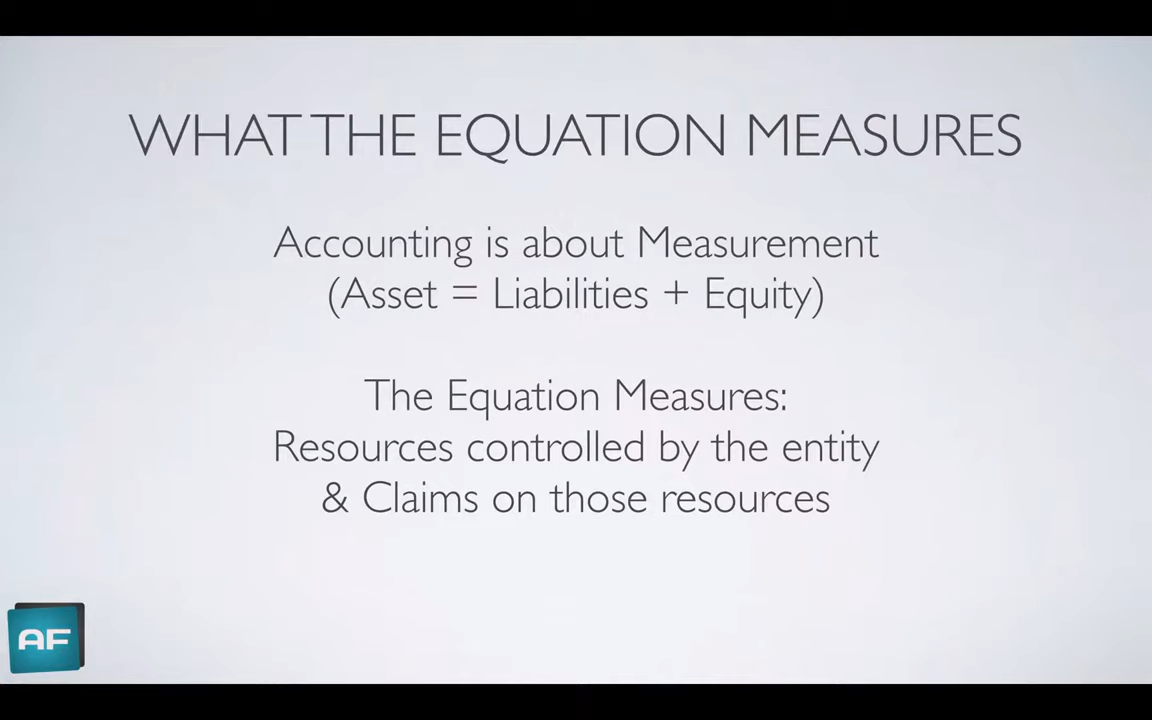 WHAT THE EQUATION MEASURES
Accounting is about Measurement
(Asset = Liabilities + Equity)
The Equation Measures:
Resources controlled by the entity
& Claims on those resources
AF